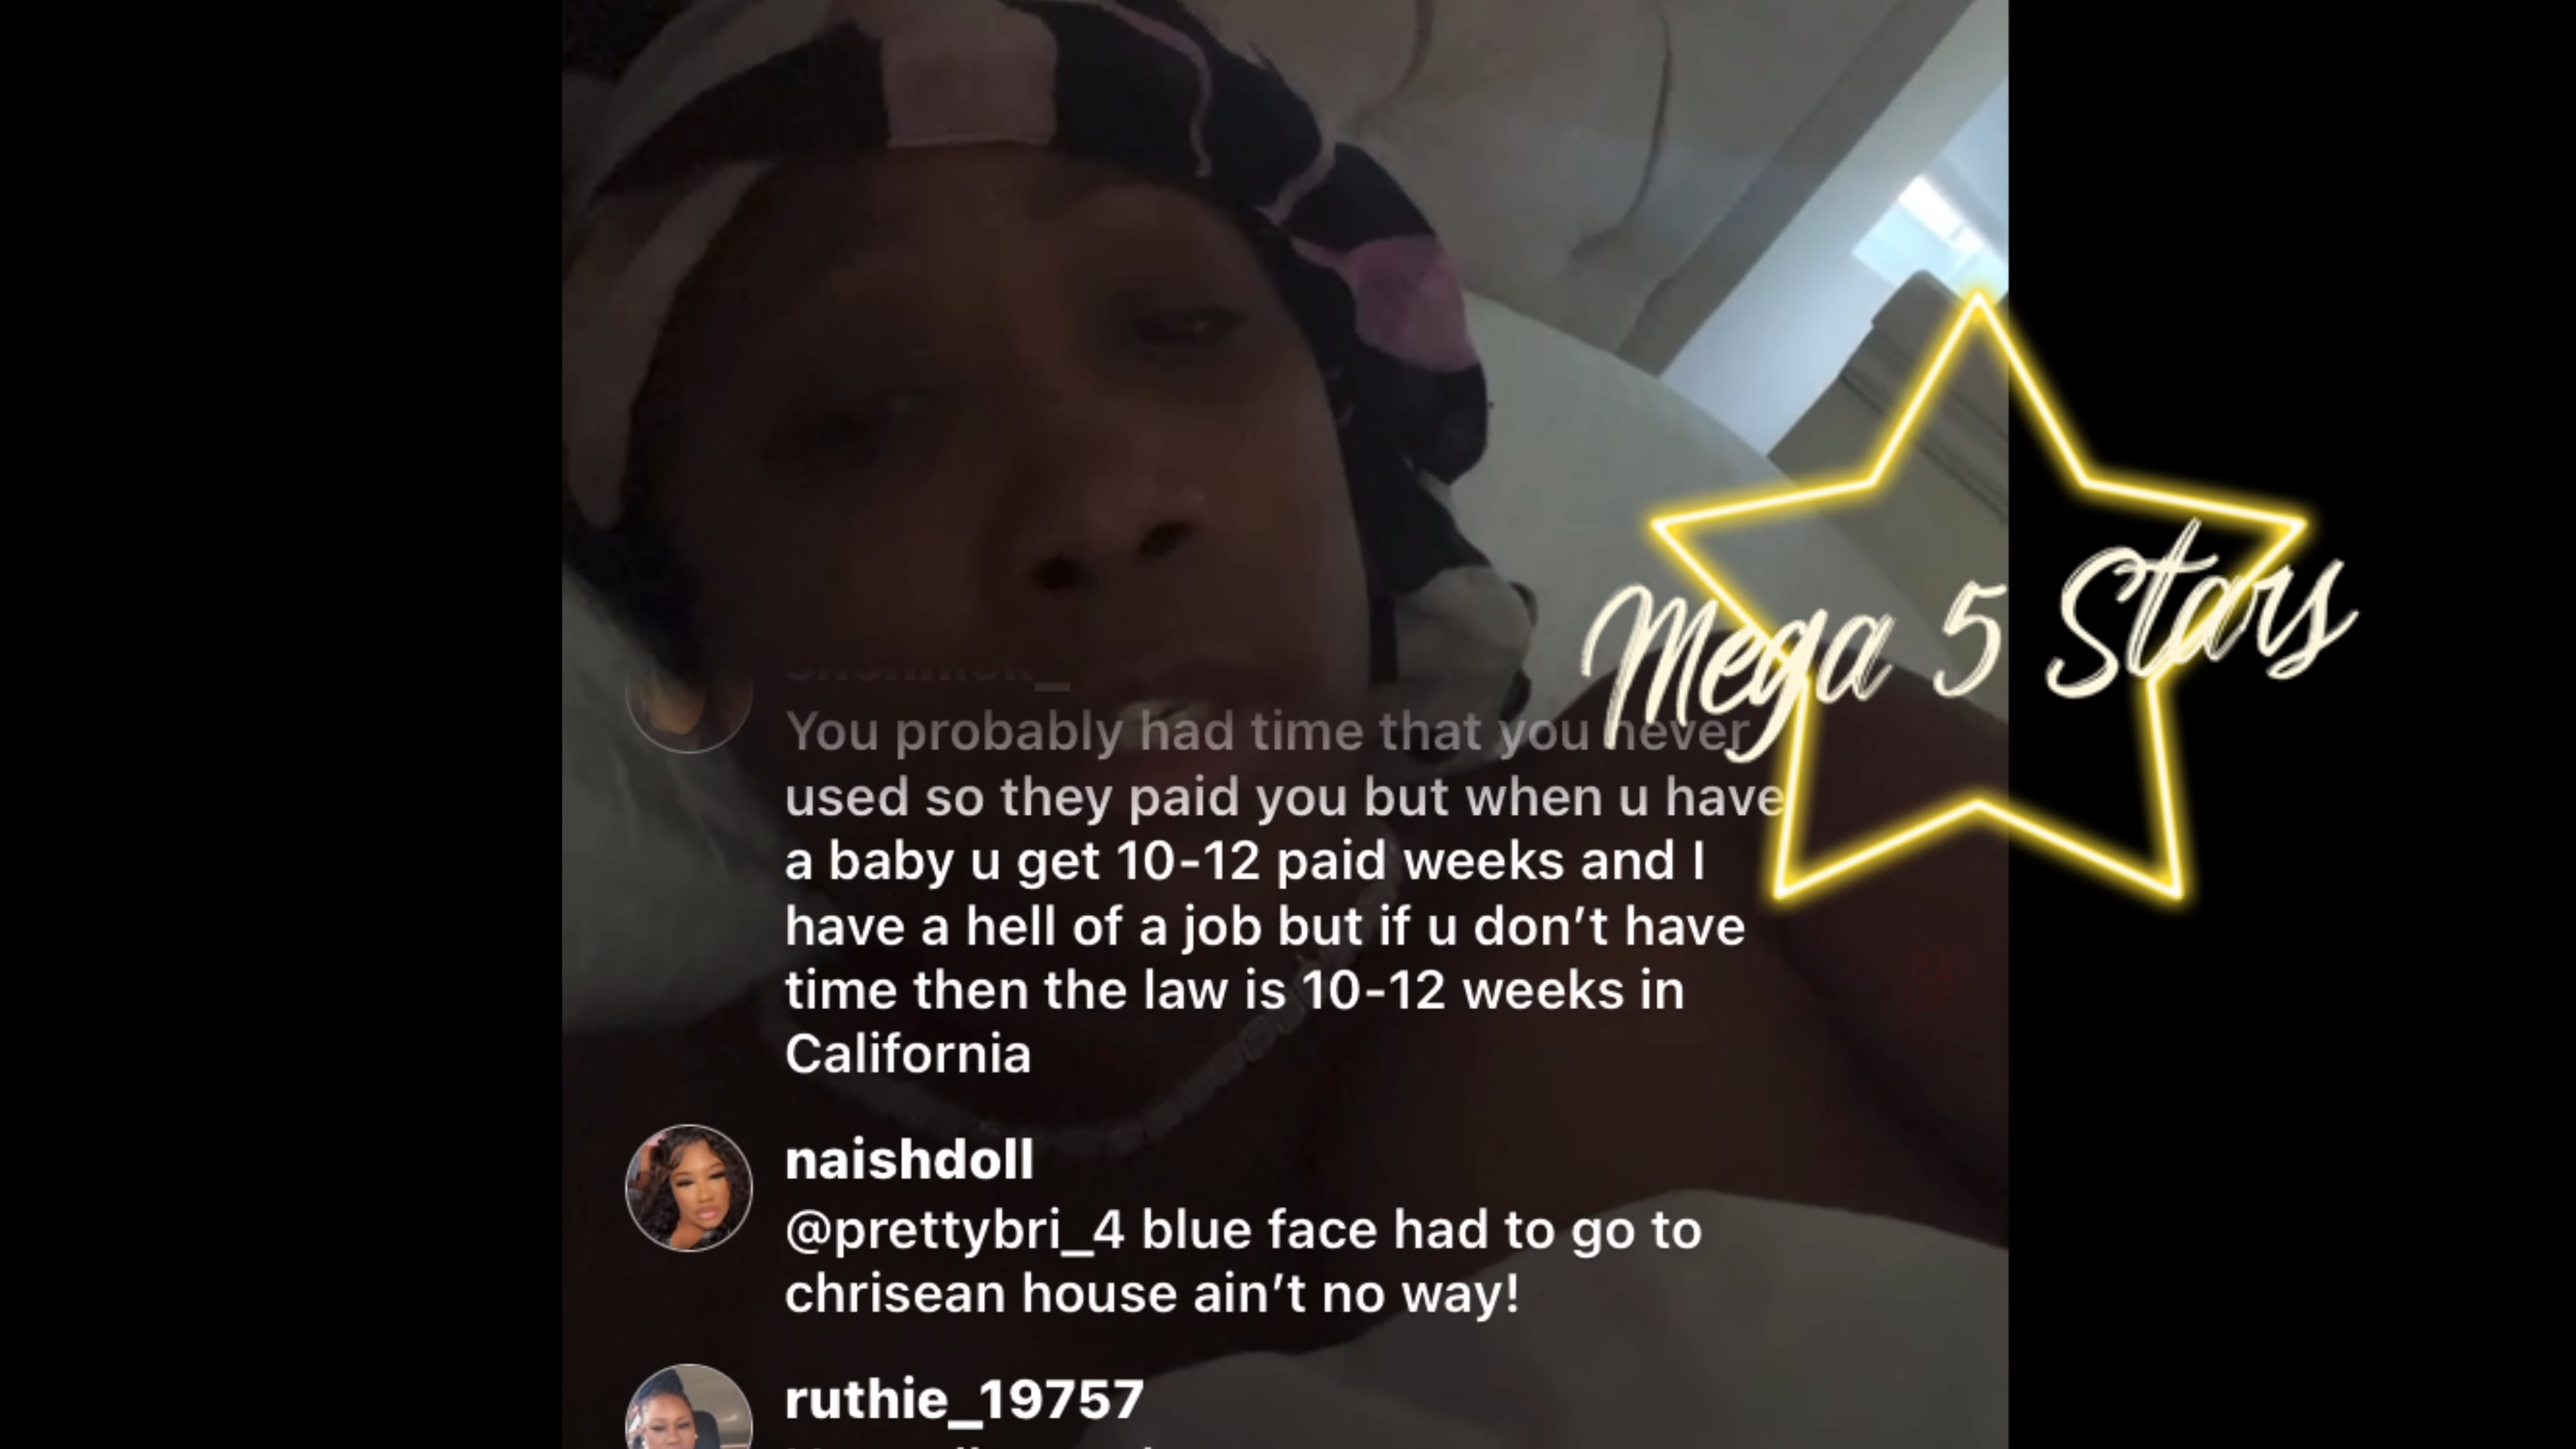 Mega 5 Stars
You probably had time that you never
used so they paid you but when u have
a baby u get 10-12 paid weeks and I
have a hell of a job but if u don’t have
time then the law is 10-12 weeks in
California
naishdoll
@prettybri_4 blue face had to go to
chrisean house ain’t no way!
ruthie_19757